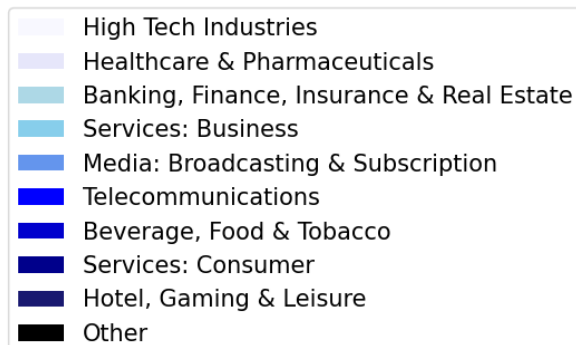 High Tech Industries
Healthcare & Pharmaceuticals
Banking, Finance, Insurance & Real Estate
Services: Business
Media: Broadcasting & Subscription
Telecommunications
Beverage, Food & Tobacco
Services: Consumer
Hotel, Gaming & Leisure
Other